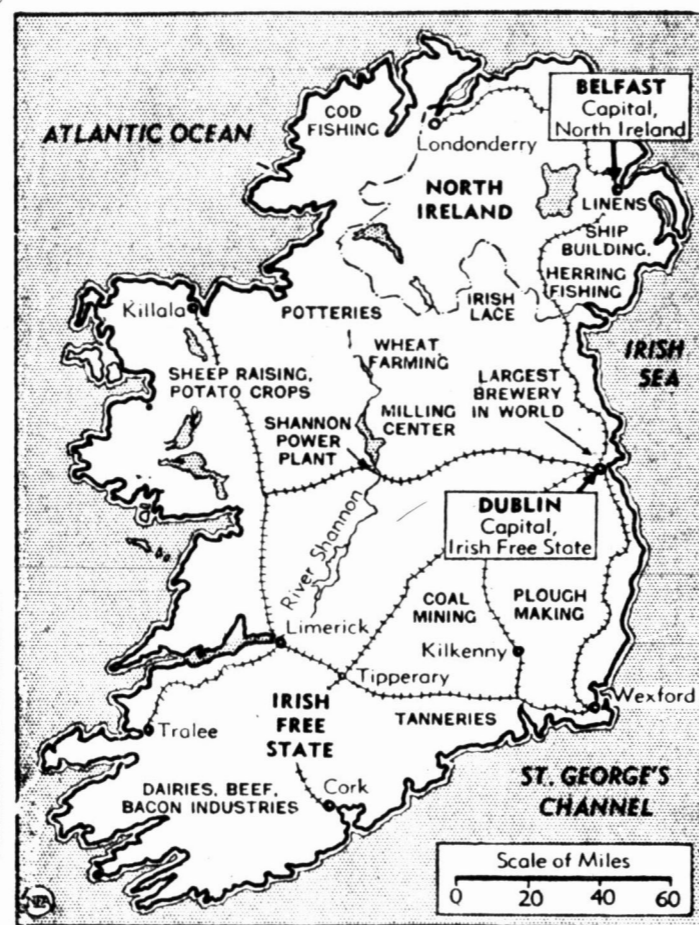 COD
FISHING
ATLANTIC OCEAN
Londonderry
BELFAST
Capital,
North Ireland
NORTH
IRELAND
LINENS
SHIP
BUILDING,
HERRING
FISHING
Killala
POTTERIES
IRISH
LACE
IRISH
SEA
WHEAT
FARMING
SHEEP RAISING,
POTATO CROPS
LARGEST
BREWERY
IN WORLD
MILLING
CENTER
SHANNON
POWER
PLANT
DUBLIN
Capital,
Irish Free State
River Shannon
COAL
MINING
PLOUGH
MAKING
Limerick
Kilkenny
Tipperary
Wexford
IRISH
FREE
STATE
TANNERIES
Tralee
DAIRIES, BEEF,
BACON INDUSTRIES
Cork
ST. GEORGE'S
CHANNEL
Scale of Miles
0 20 40 60
NEA